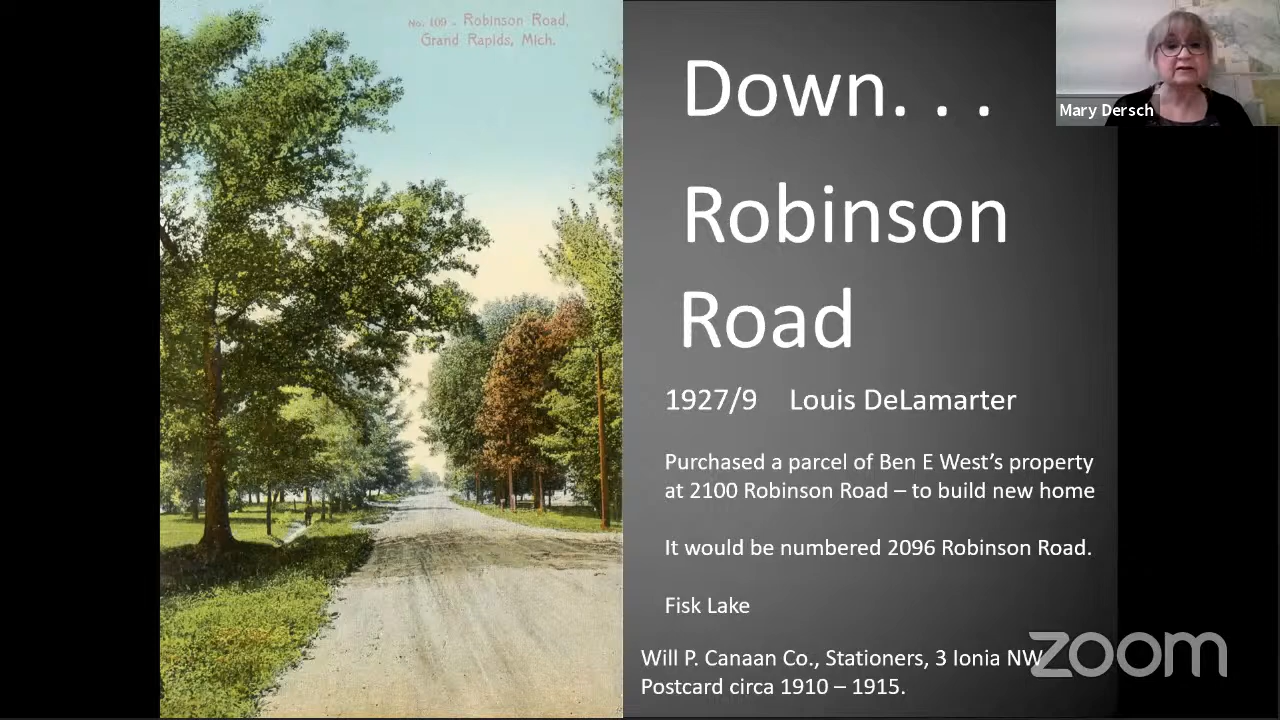 No. 109 - Robinson Road,
Grand Rapids, Mich.
Down. . .
Robinson
Road
1927/9 Louis DeLamarter
Purchased a parcel of Ben E West’s property
at 2100 Robinson Road – to build new home
It would be numbered 2096 Robinson Road.
Fisk Lake
Will P. Canaan Co., Stationers, 3 Ionia NW
Postcard circa 1910 – 1915.
Mary Dersch
zoom